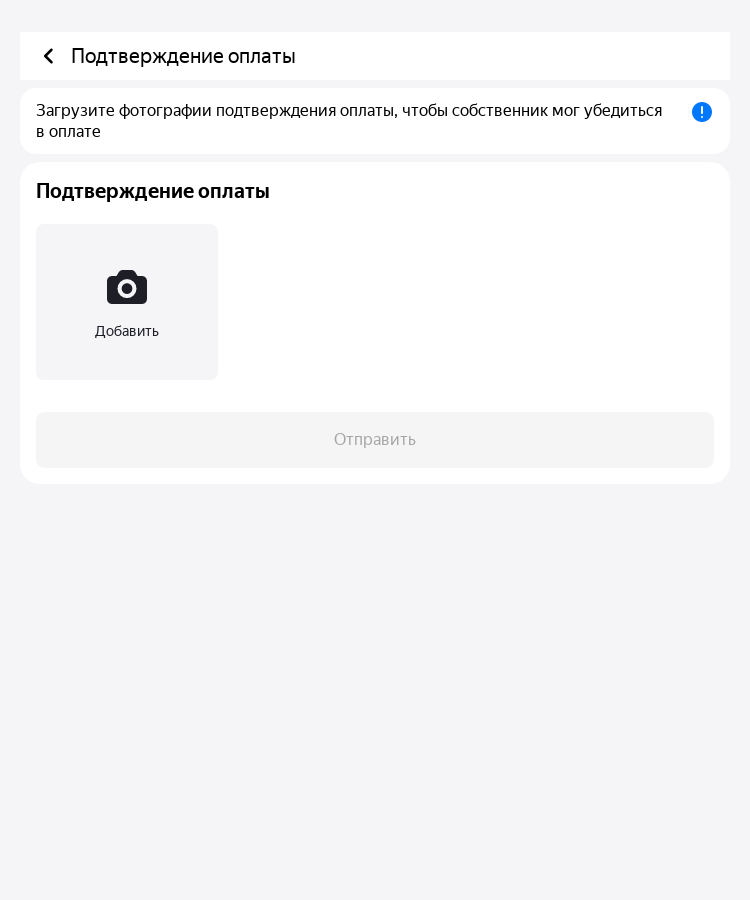 Подтверждение оплаты
Загрузите фотографии подтверждения оплаты, чтобы собственник мог убедиться
в оплате
Подтверждение оплаты
Добавить
Отправить